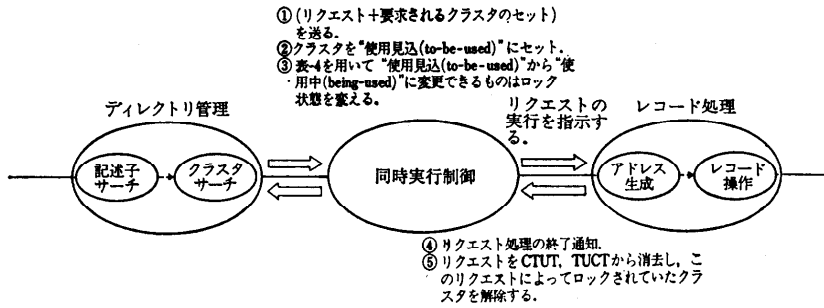 ① (リクエスト+要求されるクラスタのセット)
を送る.
② クラスタを“使用見込(to-be-used)”にセット.
③ 表-4を用いて “使用見込(to-be-used)”から“使
用中(being-used)”に変更できるものはロック
状態を変える。
ディレクトリ管理
リクエストの
実行を指示す
る。
レコード処理
記述子
サーチ
クラスタ
サーチ
同時実行制御
アドレス
生成
レコード
操作
④ リクエスト処理の終了通知.
⑤ リクエストをCTUT, TUCTから消去し, こ
のリクエストによってロックされていたクラ
スタを解除する.